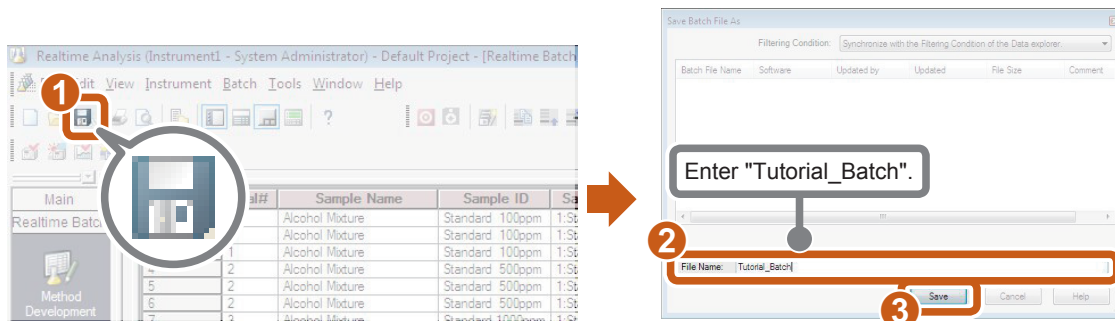 Realtime Analysis (Instrument1 - System Administrator) - Default Project - [Realtime Batch
1
Edit View Instrument Batch Tools Window Help
Main
Realtime Batch
Method
Development
Sample Name Sample ID
Alcohol Mixture Standard 100ppm 1:St
Alcohol Mixture Standard 100ppm 1:St
1 Alcohol Mixture Standard 100ppm 1:St
4 2 Alcohol Mixture Standard 500ppm 1:St
5 2 Alcohol Mixture Standard 500ppm 1:St
6 2 Alcohol Mixture Standard 500ppm 1:St
7 3 Alcohol Mixture Standard 1000ppm 1:St
Save Batch File As
Filtering Condition: Synchronize with the Filtering Condition of the Data explorer.
Batch File Name Software Updated by Updated File Size Comment
Enter "Tutorial_Batch".
2
File Name: Tutorial_Batch
3
Save Cancel Help